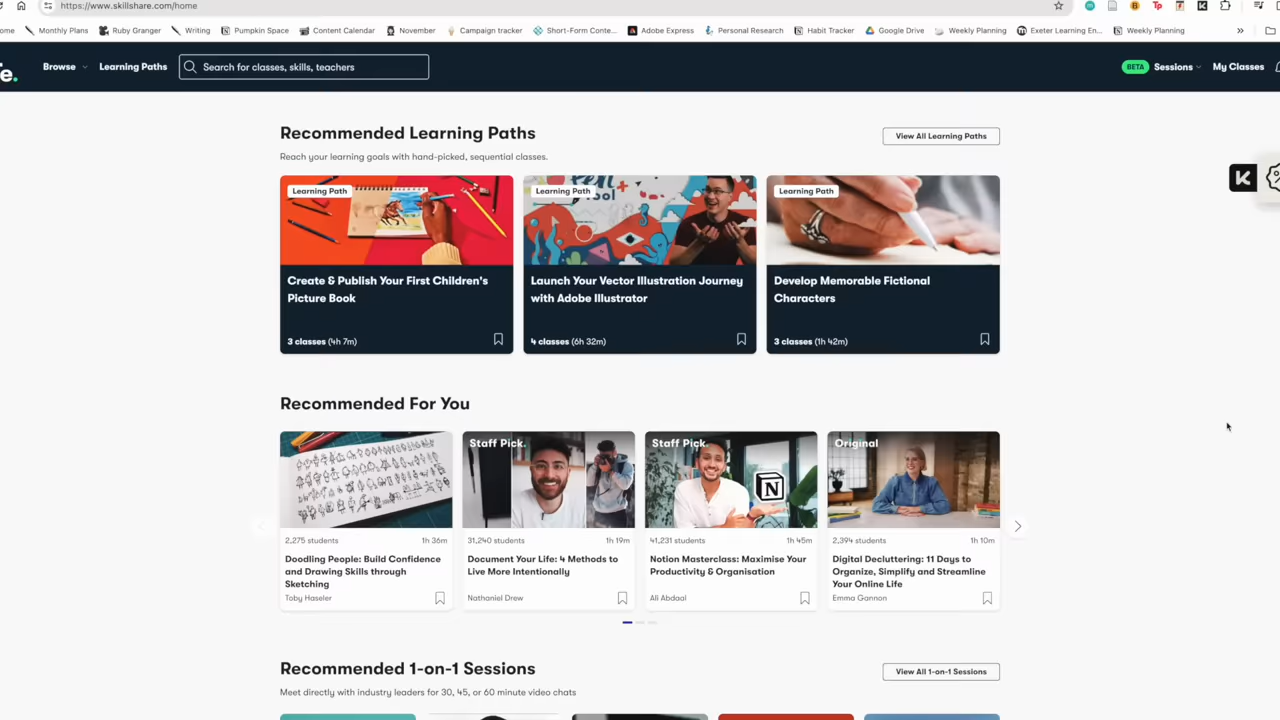 https://www.skillshare.com/home
ome Monthly Plans Ruby Granger Writing Pumpkin Space Content Calendar November Campaign tracker Short-Form Conte... Adobe Express Personal Research Habit Tracker Google Drive Weekly Planning Exeter Learning En... Weekly Planning »
e. Browse Learning Paths Search for classes, skills, teachers BETA Sessions My Classes
Recommended Learning Paths View All Learning Paths
Reach your learning goals with hand-picked, sequential classes.
Learning Path Learning Path Learning Path
Create & Publish Your First Children's
Picture Book
3 classes (4h 7m)
Launch Your Vector Illustration Journey
with Adobe Illustrator
4 classes (6h 32m)
Develop Memorable Fictional
Characters
3 classes (1h 42m)
Recommended For You
2,275 students 1h 36m
Doodling People: Build Confidence
and Drawing Skills through
Sketching
Toby Haseler
Staff Pick.
31,240 students 1h 19m
Document Your Life: 4 Methods to
Live More Intentionally
Nathaniel Drew
Staff Pick.
41,231 students 1h 45m
Notion Masterclass: Maximise Your
Productivity & Organisation
Ali Abdaal
Original
2,394 students 1h 10m
Digital Decluttering: 11 Days to
Organize, Simplify and Streamline
Your Online Life
Emma Gannon
Recommended 1-on-1 Sessions View All 1-on-1 Sessions
Meet directly with industry leaders for 30, 45, or 60 minute video chats